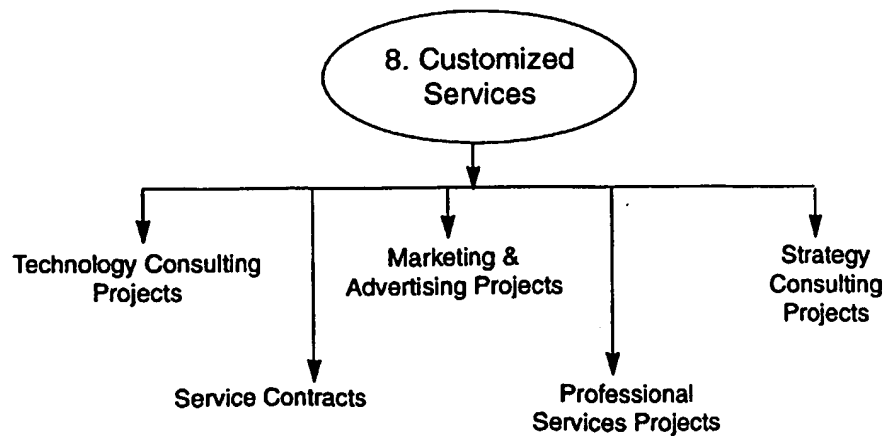 8. Customized
Services
Technology Consulting
Projects
Marketing &
Advertising Projects
Strategy
Consulting
Projects
Service Contracts
Professional
Services Projects